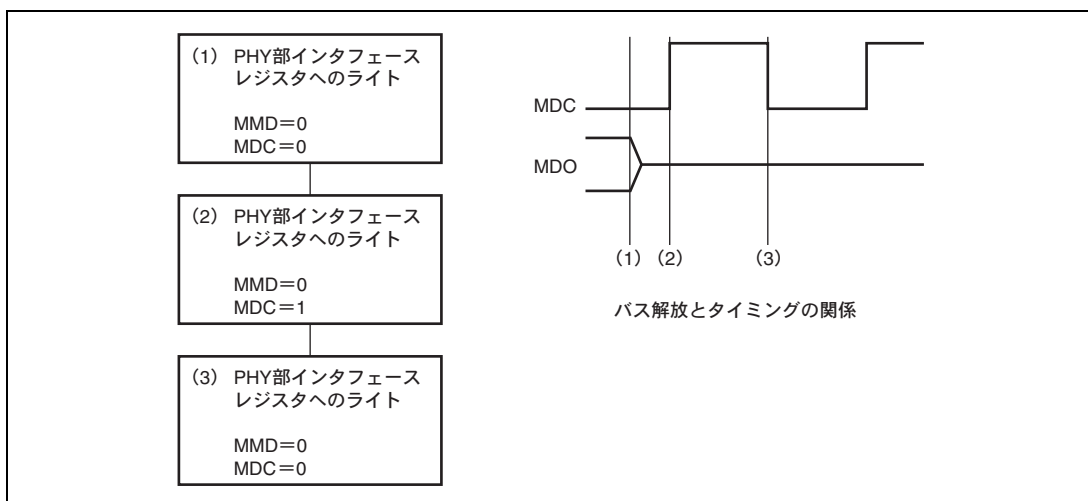 （1） PHY部インタフェース
レジスタへのライト
MMD＝0
MDC＝0
（2） PHY部インタフェース
レジスタへのライト
MMD＝0
MDC＝1
（3） PHY部インタフェース
レジスタへのライト
MMD＝0
MDC＝0
MDC
MDO
（1） （2） （3）
バス解放とタイミングの関係